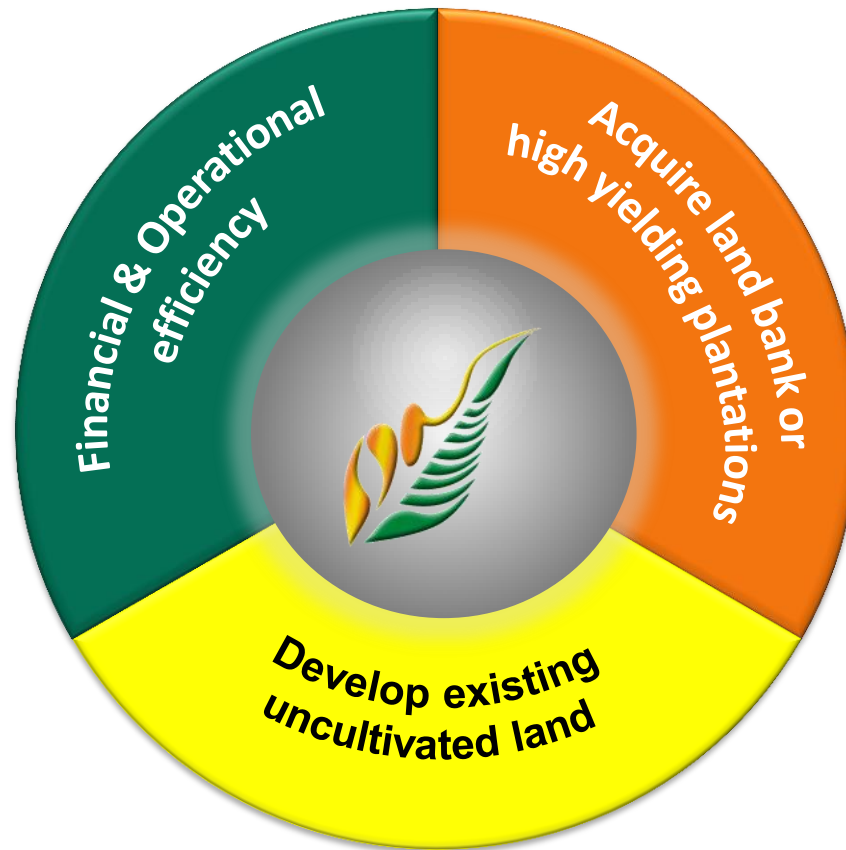 Financial & Operational
efficiency
Acquire land bank or
high yielding plantations
Develop existing
uncultivated land